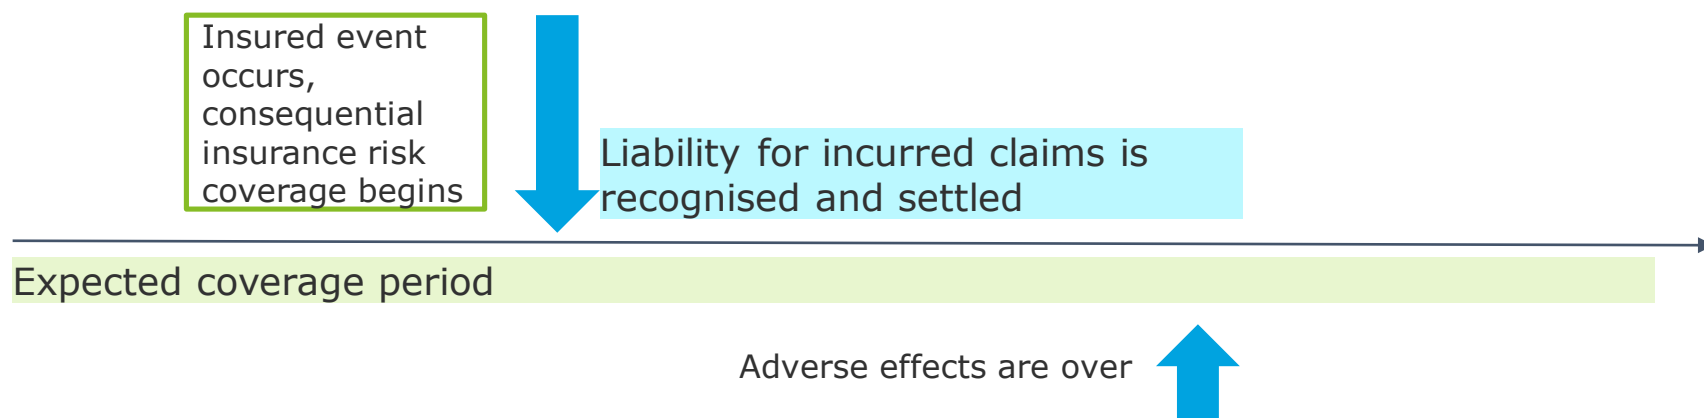 Insured event
occurs,
consequential
insurance risk
coverage begins
Liability for incurred claims is
recognised and settled
Expected coverage period
Adverse effects are over